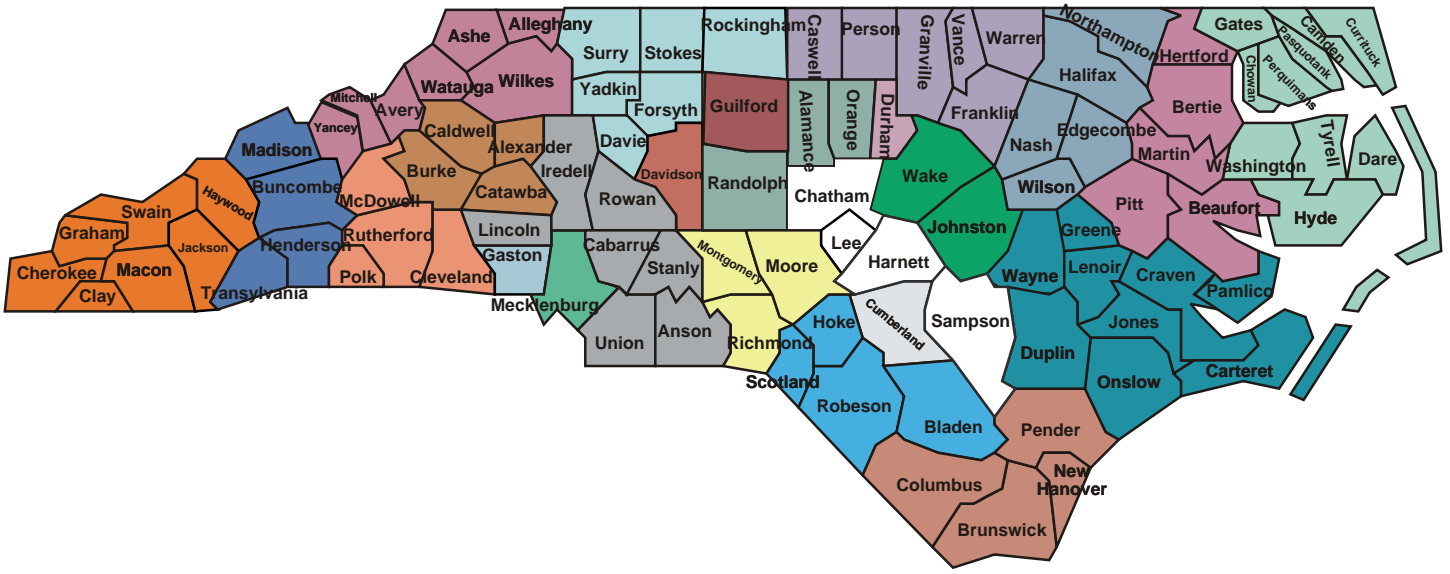 Ashe
Alleghany
Surry
Stokes
Rockingham
Caswell
Person
Granville
Vance
Warren
Northampton
Hertford
Gates
Camden
Currituck
Pasquotank
Perquimans
Chowan
Watauga
Wilkes
Yadkin
Forsyth
Guilford
Alamance
Orange
Durham
Franklin
Halifax
Bertie
Mitchell
Avery
Yancey
Caldwell
Alexander
Iredell
Davie
Davidson
Randolph
Chatham
Wake
Nash
Edgecombe
Martin
Washington
Tyrrell
Dare
Madison
Buncombe
McDowell
Burke
Catawba
Rowan
Wilson
Pitt
Beaufort
Hyde
Haywood
Swain
Graham
Jackson
Cherokee
Macon
Clay
Henderson
Transylvania
Rutherford
Polk
Cleveland
Lincoln
Gaston
Mecklenburg
Cabarrus
Stanly
Montgomery
Moore
Lee
Harnett
Johnston
Greene
Wayne
Lenoir
Craven
Pamlico
Union
Anson
Richmond
Hoke
Cumberland
Sampson
Duplin
Jones
Carteret
Onslow
Scotland
Robeson
Bladen
Pender
Columbus
New
Hanover
Brunswick